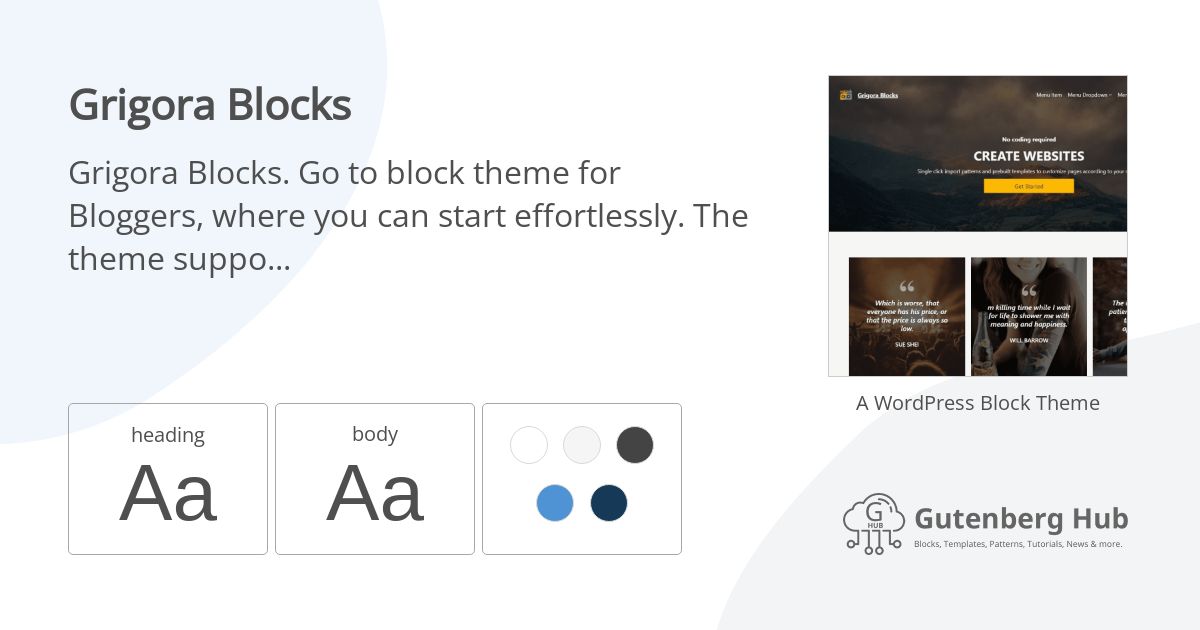 Grigora Blocks
Grigora Blocks. Go to block theme for
Bloggers, where you can start effortlessly. The
theme suppo...
heading
Aa
body
Aa
Grigora Blocks
Menu Item Menu Dropdown
No coding required
CREATE WEBSITES
Single click import patterns and prebuilt templates to customize pages according to your
Get Started
Which is worse, that
everyone has his price, or
that the price is always so
low.
SUE SHEI
m killing time while I wait
for life to shower me with
meaning and happiness.
WILL BARROW
A WordPress Block Theme
G
HUB
Gutenberg Hub
Blocks, Templates, Patterns, Tutorials, News & more.